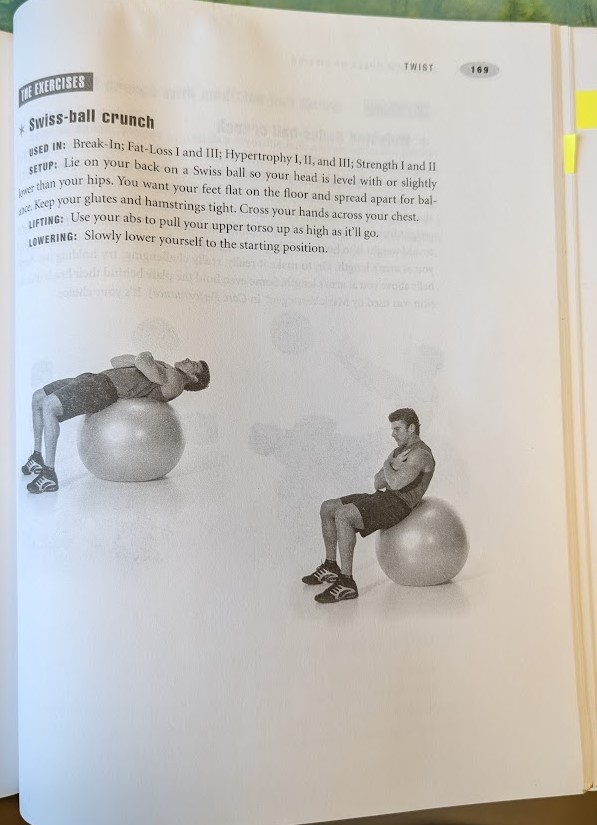 TWIST 169
THE EXERCISES
* Swiss-ball crunch
USED IN: Break-In; Fat-Loss I and III; Hypertrophy I, II, and III; Strength I and II
SETUP: Lie on your back on a Swiss ball so your head is level with or slightly
lower than your hips. You want your feet flat on the floor and spread apart for bal-
ance. Keep your glutes and hamstrings tight. Cross your hands across your chest.
LIFTING: Use your abs to pull your upper torso up as high as it'll go.
LOWERING: Slowly lower yourself to the starting position.